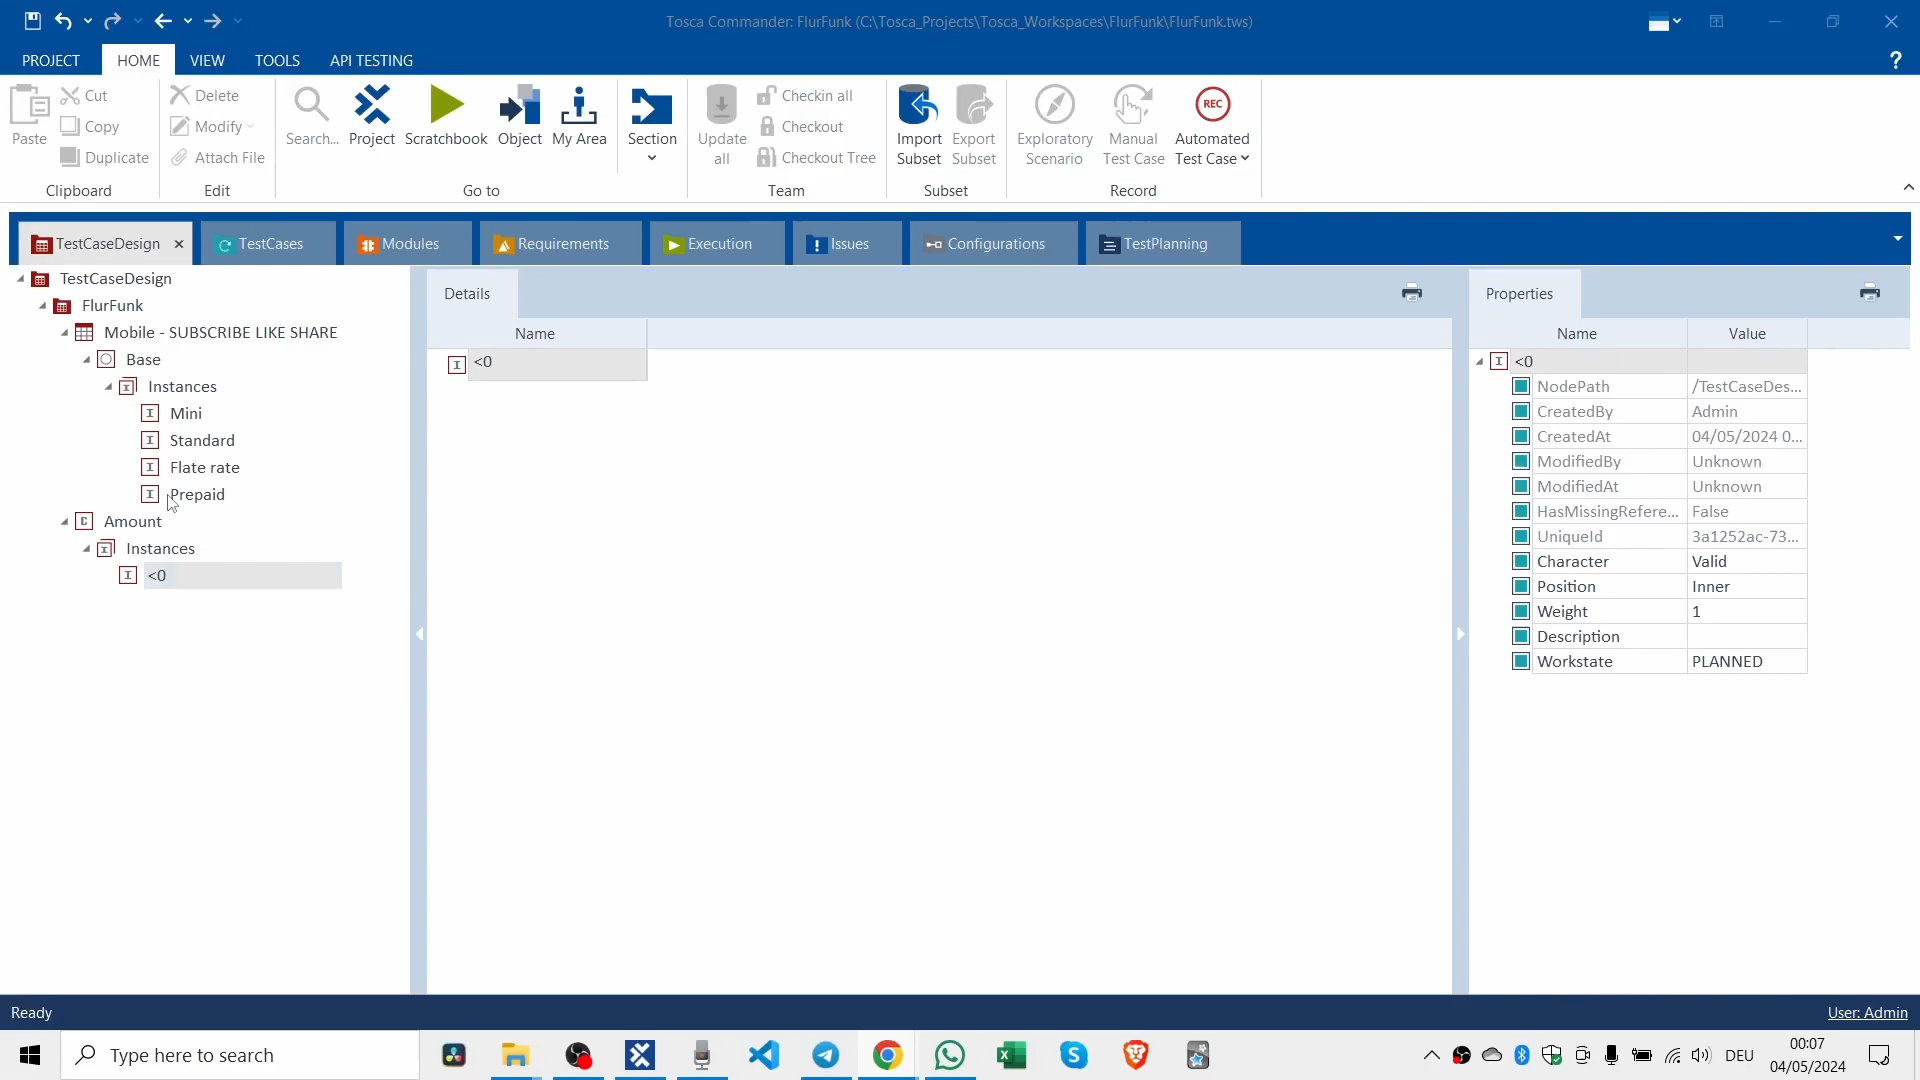 Tosca Commander: FlurFunk (C:\Tosca_Projects\Tosca_Workspaces\FlurFunk\FlurFunk.tws)
PROJECT HOME VIEW TOOLS API TESTING ?
Paste Cut Copy Duplicate
Clipboard
Delete Modify Attach File
Edit
Search... Project Scratchbook Object My Area Section
Go to
Update all Checkin all Checkout Checkout Tree
Team
Import Subset Export Subset
Subset
Exploratory Scenario Manual Test Case REC Automated Test Case
Record
TestCaseDesign × TestCases Modules Requirements Execution Issues Configurations TestPlanning
TestCaseDesign
FlurFunk
Mobile - SUBSCRIBE LIKE SHARE
Base
Instances
Mini
Standard
Flate rate
Prepaid
Amount
Instances
<0
Details
Name
<0
Properties
Name Value
<0
NodePath /TestCaseDes...
CreatedBy Admin
CreatedAt 04/05/2024 0...
ModifiedBy Unknown
ModifiedAt Unknown
HasMissingRefere... False
UniqueId 3a1252ac-73...
Character Valid
Position Inner
Weight 1
Description
Workstate PLANNED
Ready User: Admin
Type here to search
DEU
00:07
04/05/2024